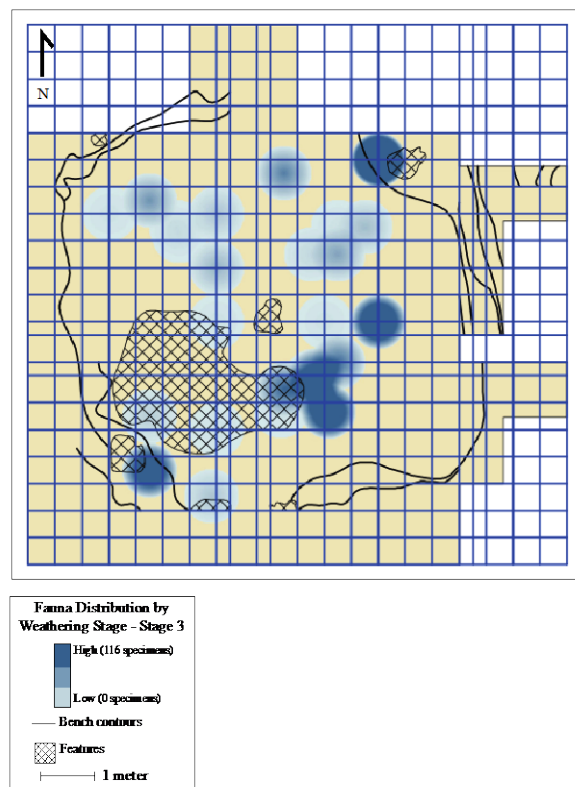 N
Fauna Distribution by
Weathering Stage - Stage 3
High (116 specimens)
Low (0 specimens)
Bench contours
Features
1 meter